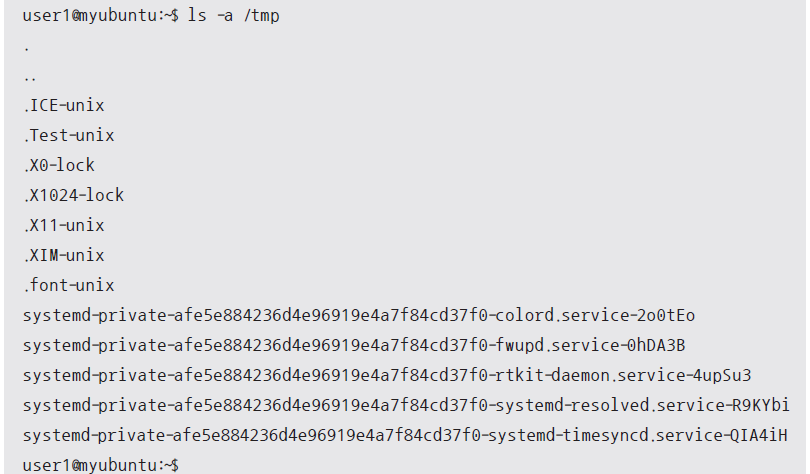 user1@myubuntu:~$ ls -a /tmp
.
..
.ICE-unix
.Test-unix
.X0-lock
.X1024-lock
.X11-unix
.XIM-unix
.font-unix
systemd-private-afe5e884236d4e96919e4a7f84cd37f0-colord.service-2o0tEo
systemd-private-afe5e884236d4e96919e4a7f84cd37f0-fwupd.service-0hDA3B
systemd-private-afe5e884236d4e96919e4a7f84cd37f0-rtkit-daemon.service-4upSu3
systemd-private-afe5e884236d4e96919e4a7f84cd37f0-systemd-resolved.service-R9KYbi
systemd-private-afe5e884236d4e96919e4a7f84cd37f0-systemd-timesyncd.service-QIA4iH
user1@myubuntu:~$